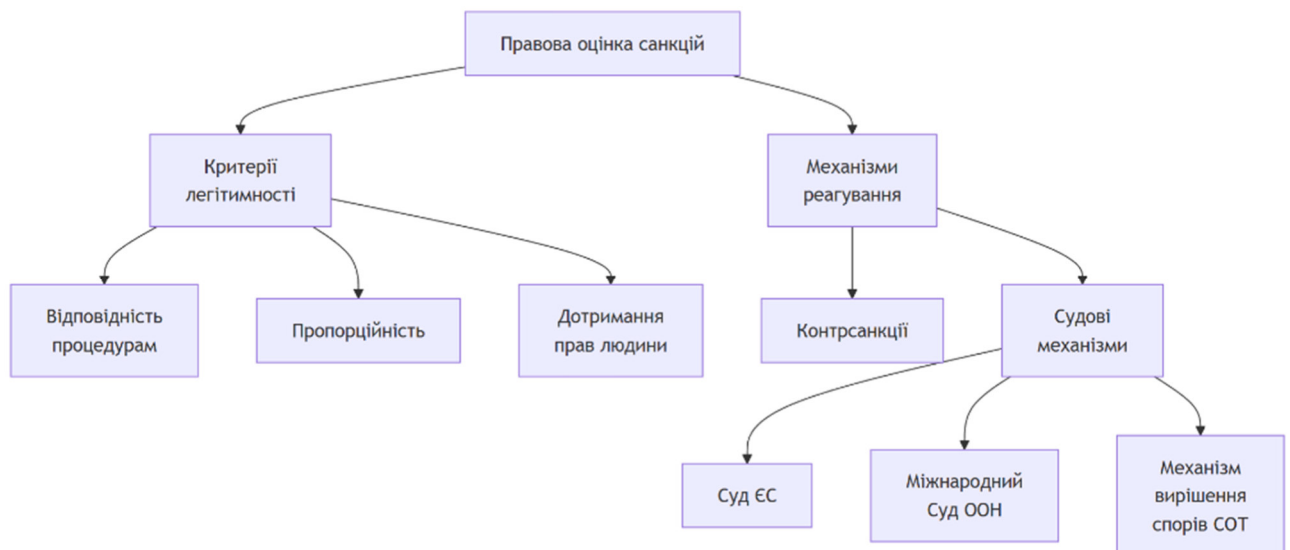 Правова оцінка санкцій
Критерії
легітимності
Механізми
реагування
Відповідність
процедурам
Пропорційність
Дотримання
прав людини
Контрсанкції
Судові
механізми
Суд ЄС
Міжнародний
Суд ООН
Механізм
вирішення
спорів СОТ